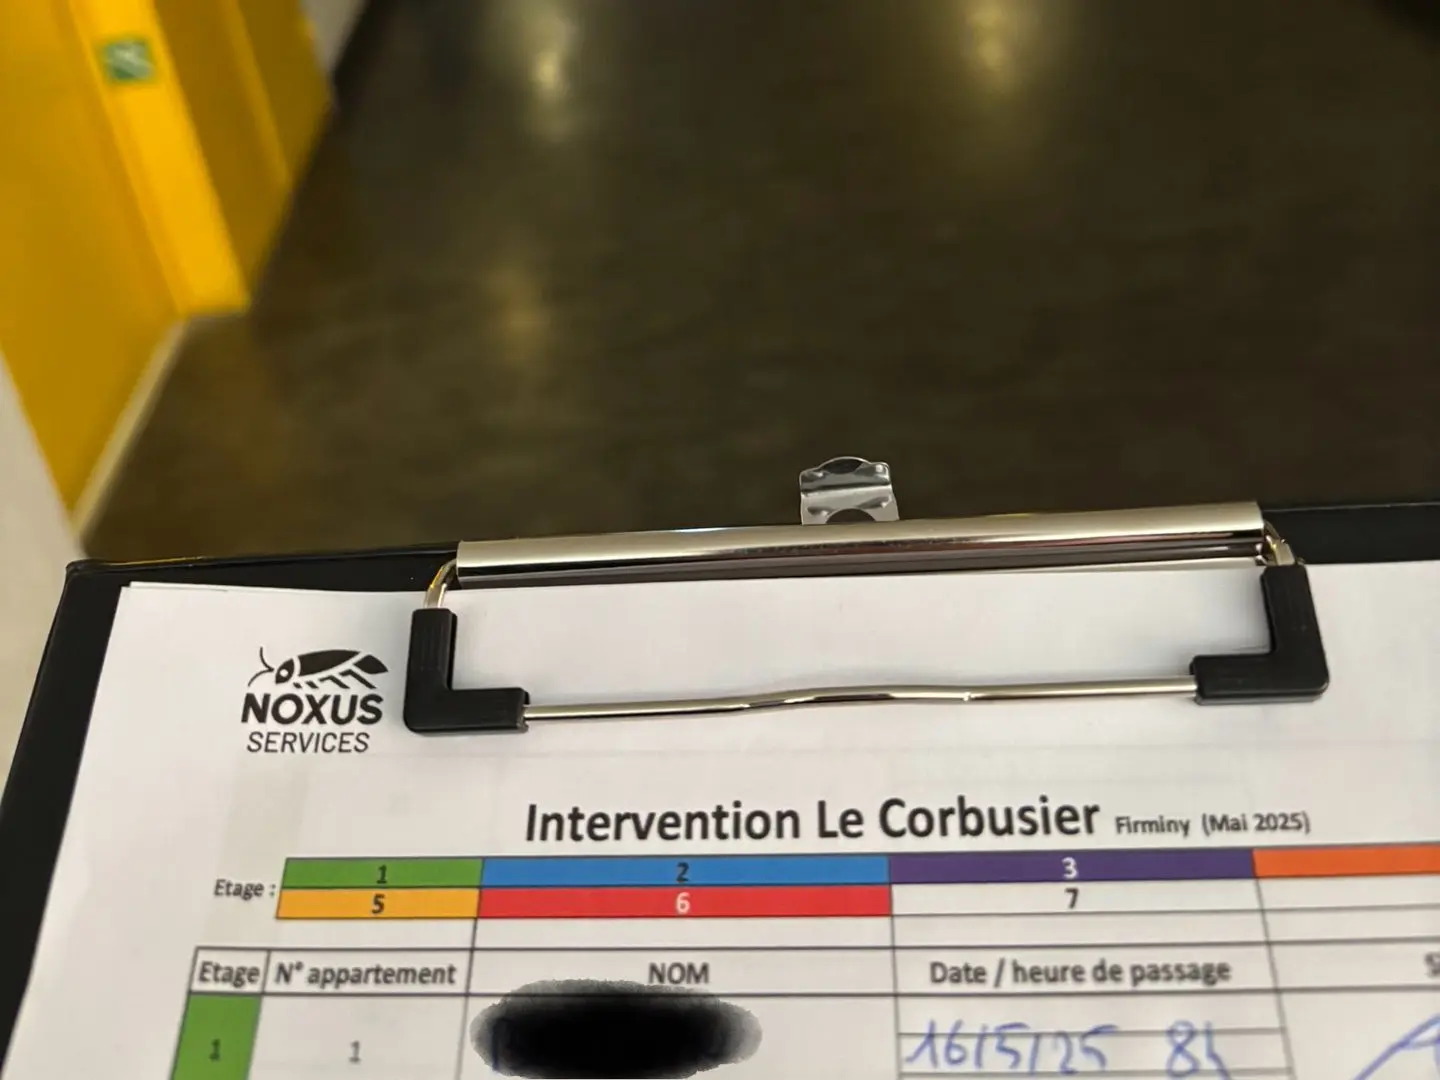 NOXUS
SERVICES
Intervention Le Corbusier Firminy (Mai 2025)
Etage : 1 2 3
5 6 7
Etage N° appartement NOM Date / heure de passage
1 1 16/5/25 8h